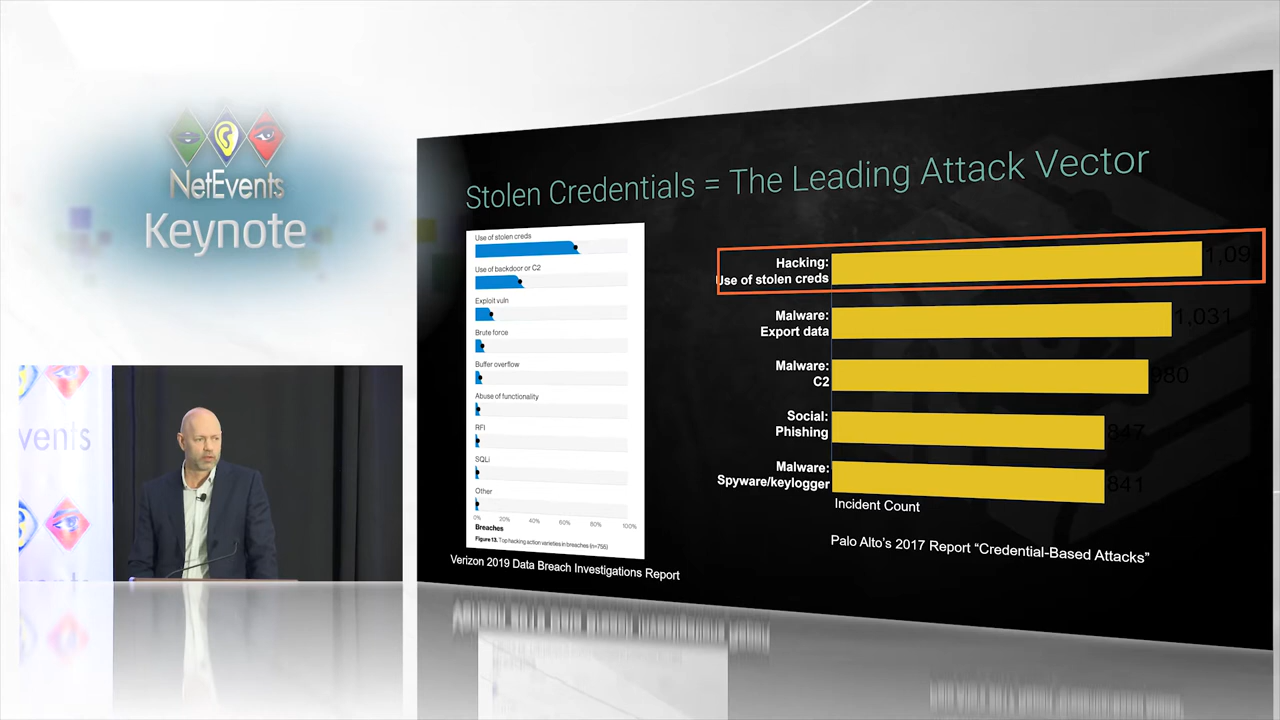 NetEvents
Keynote
vents
Stolen Credentials = The Leading Attack Vector
Use of stolen creds
Use of backdoor or C2
Exploit vuln
Brute force
Buffer overflow
Abuse of functionality
RFI
SQLi
Other
0% 20% 40% 60% 80% 100%
Breaches
Figure 13. Top hacking action varieties in breaches (n=755)
Verizon 2019 Data Breach Investigations Report
Hacking:
Use of stolen creds
1,09
Malware:
Export data
1,031
Malware:
C2
980
Social:
Phishing
847
Malware:
Spyware/keylogger
841
Incident Count
Palo Alto's 2017 Report “Credential-Based Attacks”